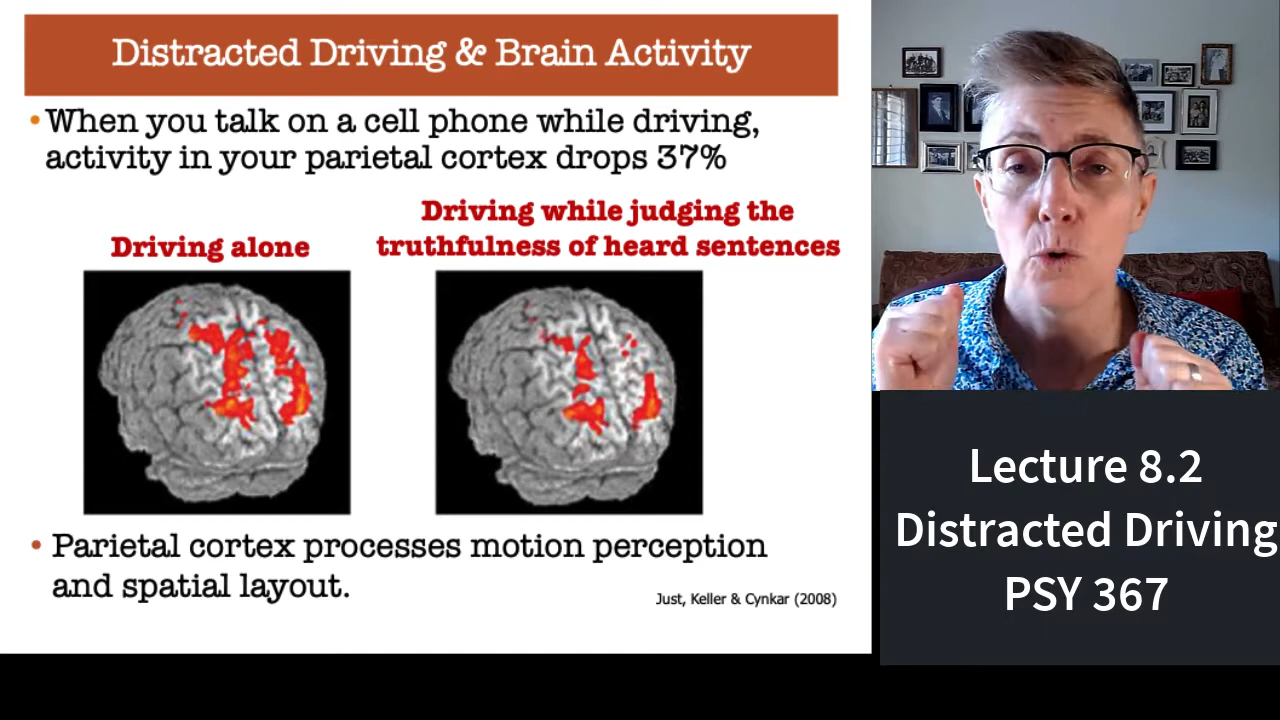 Distracted Driving & Brain Activity
• When you talk on a cell phone while driving,
activity in your parietal cortex drops 37%
Driving alone
Driving while judging the
truthfulness of heard sentences
• Parietal cortex processes motion perception
and spatial layout.
Just, Keller & Cynkar (2008)
Lecture 8.2
Distracted Driving
PSY 367